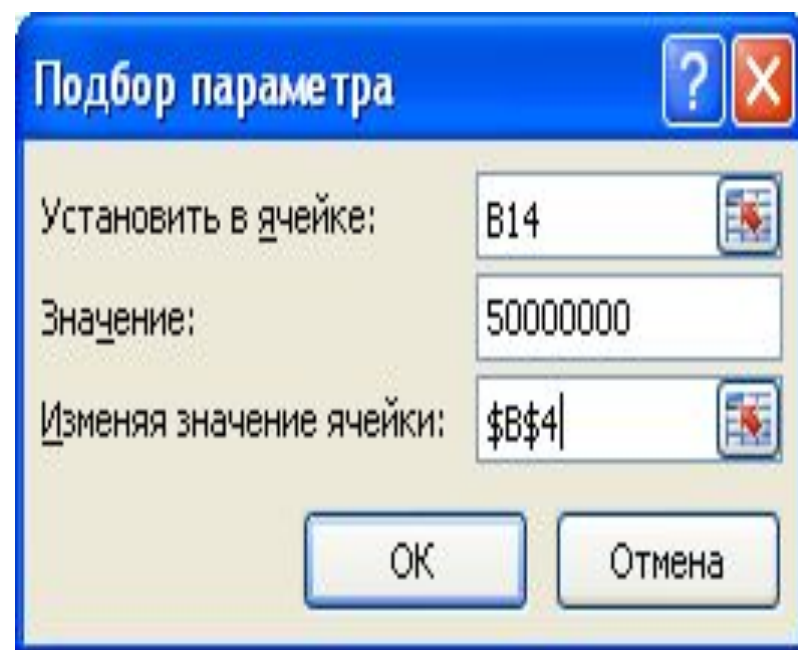 Подбор параметра ?
Установить в ячейке: B14
Значение: 50000000
Изменяя значение ячейки: $B$4
ОК Отмена